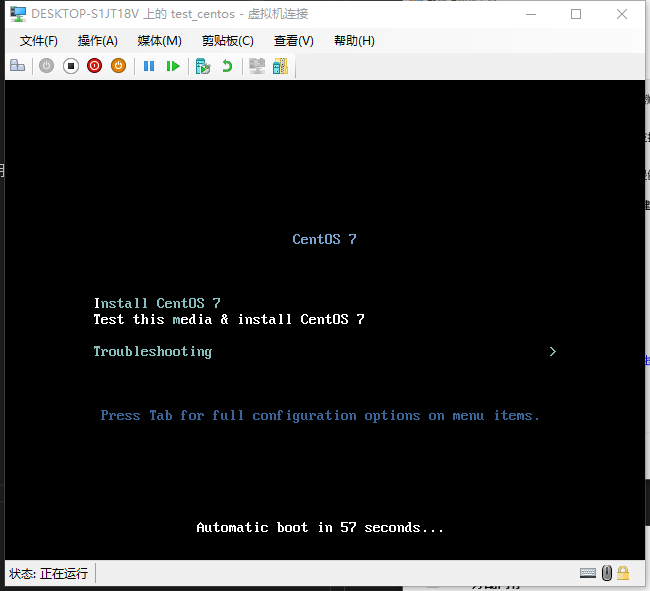 DESKTOP-S1JT18V 上的 test_centos - 虚拟机连接
文件(F) 操作(A) 媒体(M) 剪贴板(C) 查看(V) 帮助(H)
CentOS 7
Install CentOS 7
Test this media & install CentOS 7
Troubleshooting >
Press Tab for full configuration options on menu items.
Automatic boot in 57 seconds...
状态: 正在运行